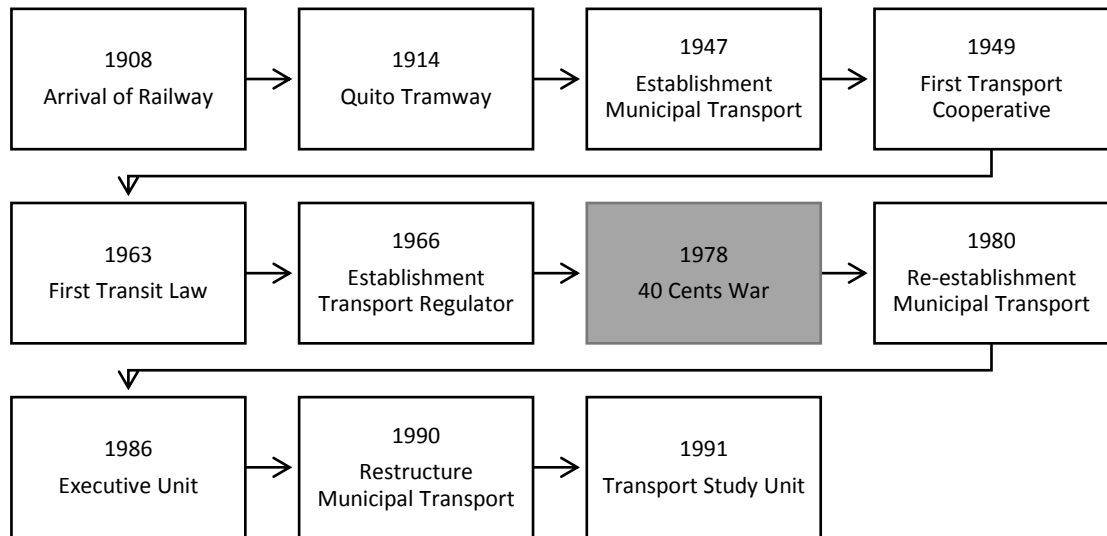 1908
Arrival of Railway
1914
Quito Tramway
1947
Establishment
Municipal Transport
1949
First Transport
Cooperative
1963
First Transit Law
1966
Establishment
Transport Regulator
1978
40 Cents War
1980
Re-establishment
Municipal Transport
1986
Executive Unit
1990
Restructure
Municipal Transport
1991
Transport Study Unit